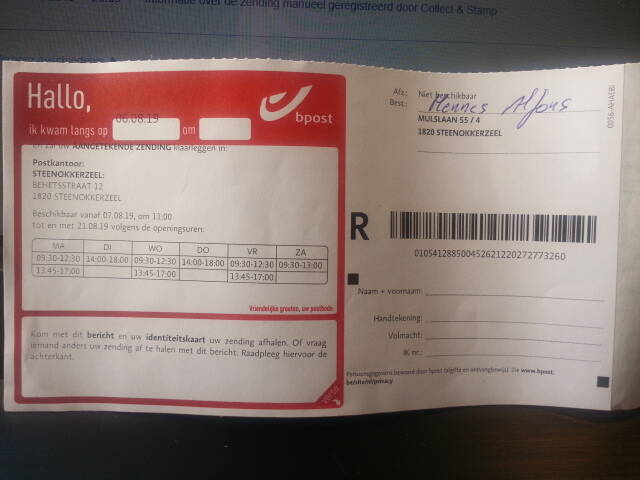 Informatie over de zending manueel geregistreerd door Collect & Stamp
Hallo,
bpost
ik kwam langs op 06.08.19 om
en zal uw AANGETEKENDE ZENDING klaarleggen in:
Postkantoor:
STEENOKKERZEEL:
BEHETSSTRAAT 12
1820 STEENOKKERZEEL
Beschikbaar vanaf 07.08.19, om 11:00
tot en met 21.08.19 volgens de openingsuren:
MA DI WO DO VR ZA
09:30-12:30 14:00-18:00 09:30-12:30 14:00-18:00 09:30-12:30 09:30-13:00
13:45-17:00 13:45-17:00 13:45-17:00
Vriendelijke groeten, uw postbode.
Kom met dit bericht en uw identiteitskaart uw zending afhalen. Of vraag
iemand anders uw zending af te halen met dit bericht. Raadpleeg hiervoor de
achterkant.
Afz.: Niet beschikbaar
Best.: Hennes Alfons
MULSLAAN 55 / 4
1820 STEENOKKERZEEL
0056-AHAEBI
R
010541288500452621220272773260
Naam + voornaam:
Handtekening:
Volmacht:
IK nr.:
Persoonsgegevens bewaard door bpost (afgifte en ontvangstbewijs). Zie www.bpost.
be/site/nl/privacy